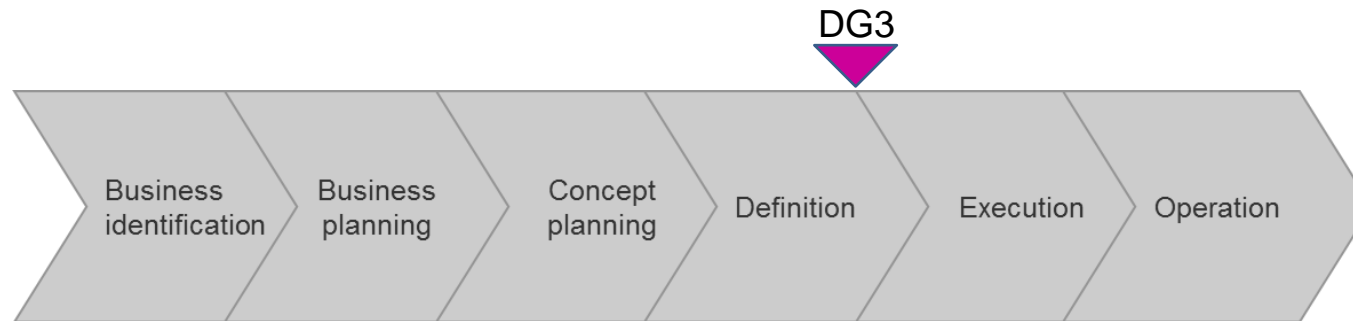 DG3
Business
identification
Business
planning
Concept
planning
Definition
Execution
Operation